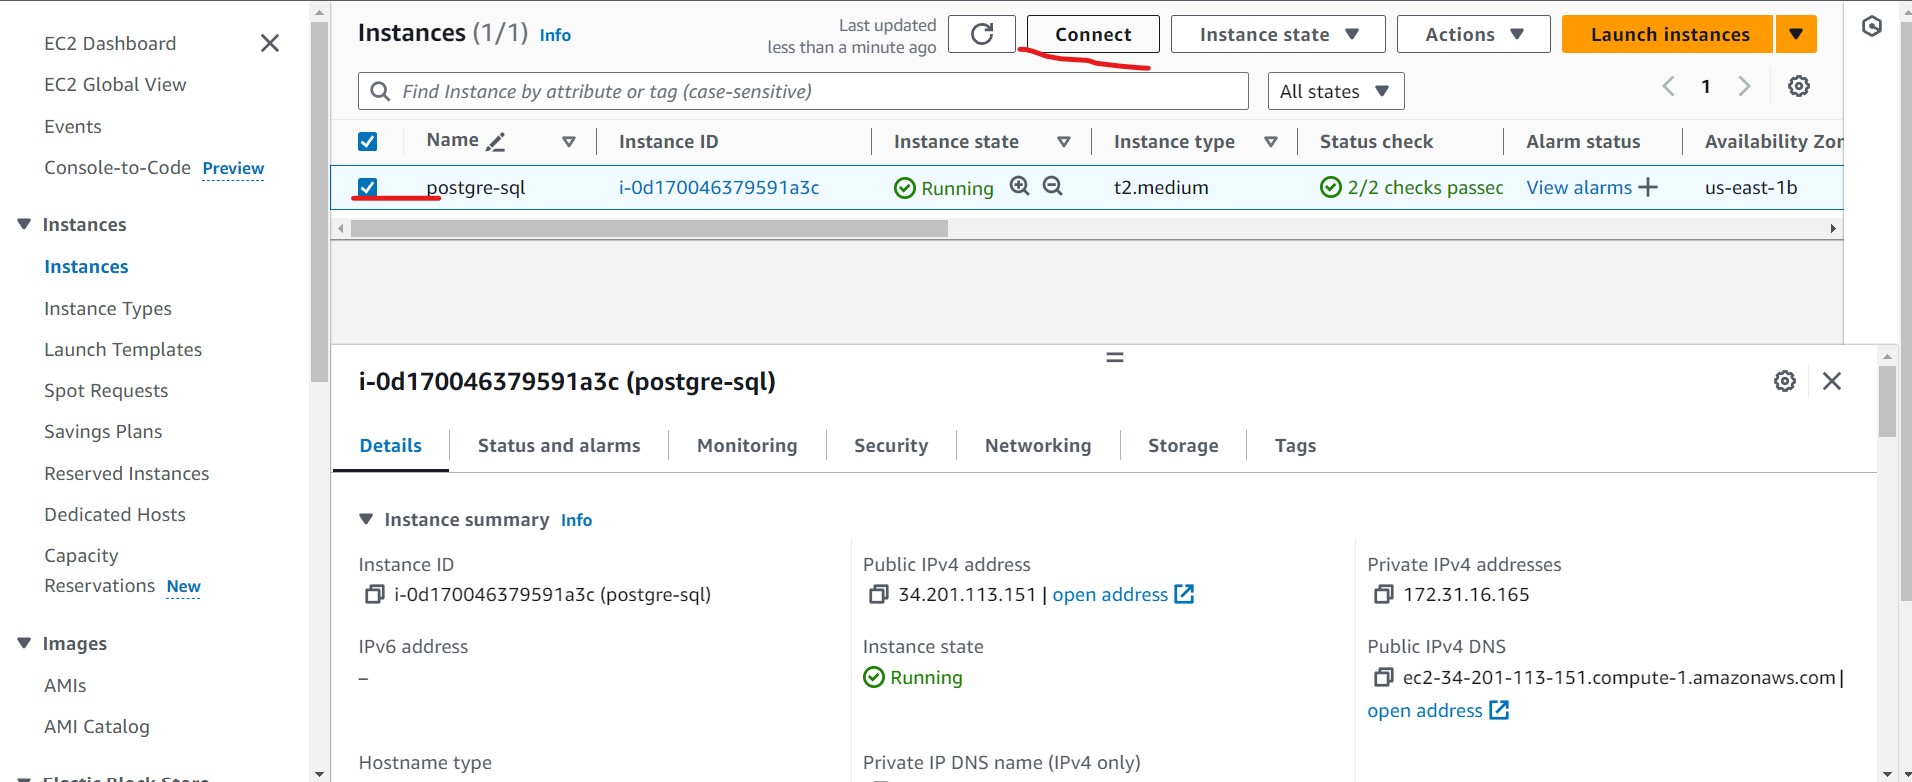 EC2 Dashboard
EC2 Global View
Events
Console-to-Code Preview
Instances
Instances
Instance Types
Launch Templates
Spot Requests
Savings Plans
Reserved Instances
Dedicated Hosts
Capacity
Reservations New
Images
AMIs
AMI Catalog
Elastic Block Store
Instances (1/1) Info
Last updated
less than a minute ago
Connect
Instance state
Actions
Launch instances
Find Instance by attribute or tag (case-sensitive)
All states
1
Name Instance ID Instance state Instance type Status check Alarm status Availability Zor
postgre-sql i-0d170046379591a3c Running t2.medium 2/2 checks passec View alarms + us-east-1b
i-0d170046379591a3c (postgre-sql)
Details Status and alarms Monitoring Security Networking Storage Tags
Instance summary Info
Instance ID
i-0d170046379591a3c (postgre-sql)
Public IPv4 address
34.201.113.151 | open address
Private IPv4 addresses
172.31.16.165
IPv6 address
–
Instance state
Running
Public IPv4 DNS
ec2-34-201-113-151.compute-1.amazonaws.com |
open address
Hostname type
Private IP DNS name (IPv4 only)